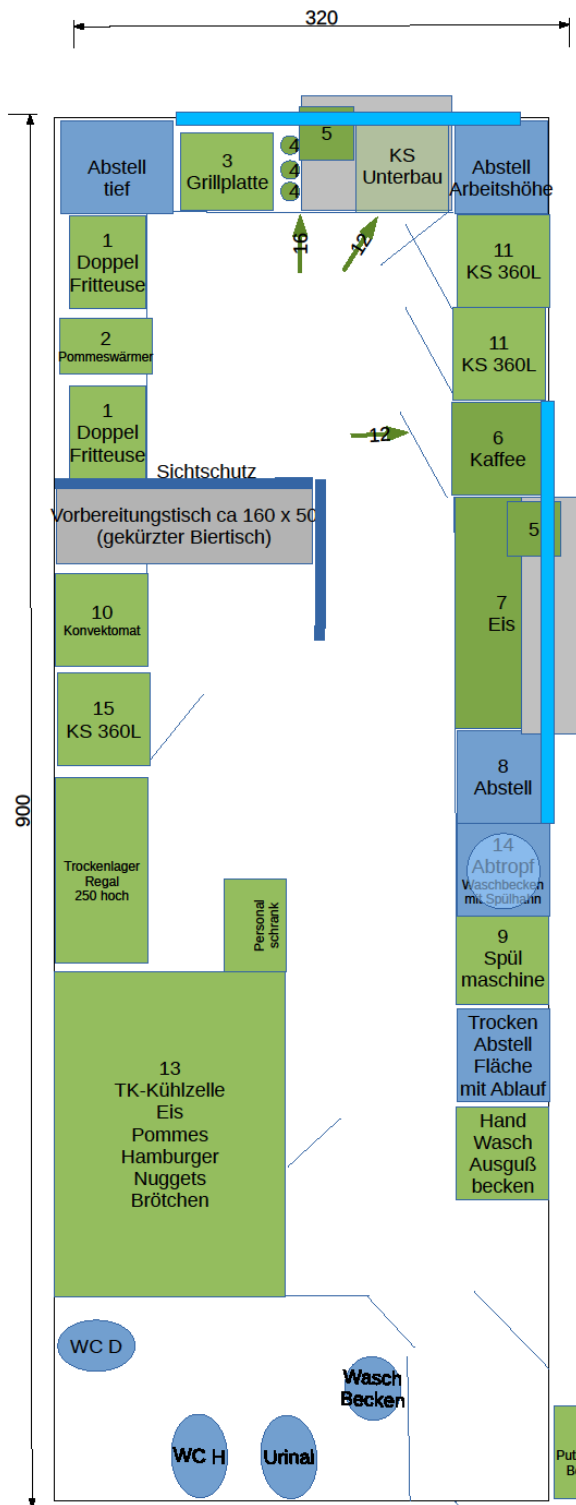 320
900
Abstell
tief
3
Grillplatte
4
4
4
5
KS
Unterbau
Abstell
Arbeitshöhe
1
Doppel
Fritteuse
16
12
11
KS 360L
2
Pommeswärmer
11
KS 360L
1
Doppel
Fritteuse
12
6
Kaffee
Sichtschutz
Vorbereitungstisch ca 160 x 50
(gekürzter Biertisch)
5
7
Eis
10
Konvektomat
15
KS 360L
8
Abstell
Trockenlager
Regal
250 hoch
14
Abtropf
Waschbecken
mit Spülhahn
Personal
schrank
9
Spül
maschine
Trocken
Abstell
Fläche
mit Ablauf
13
TK-Kühlzelle
Eis
Pommes
Hamburger
Nuggets
Brötchen
Hand
Wasch
Ausguß
becken
WC D
Wasch
Becken
WC H
Urinal
Put
Be